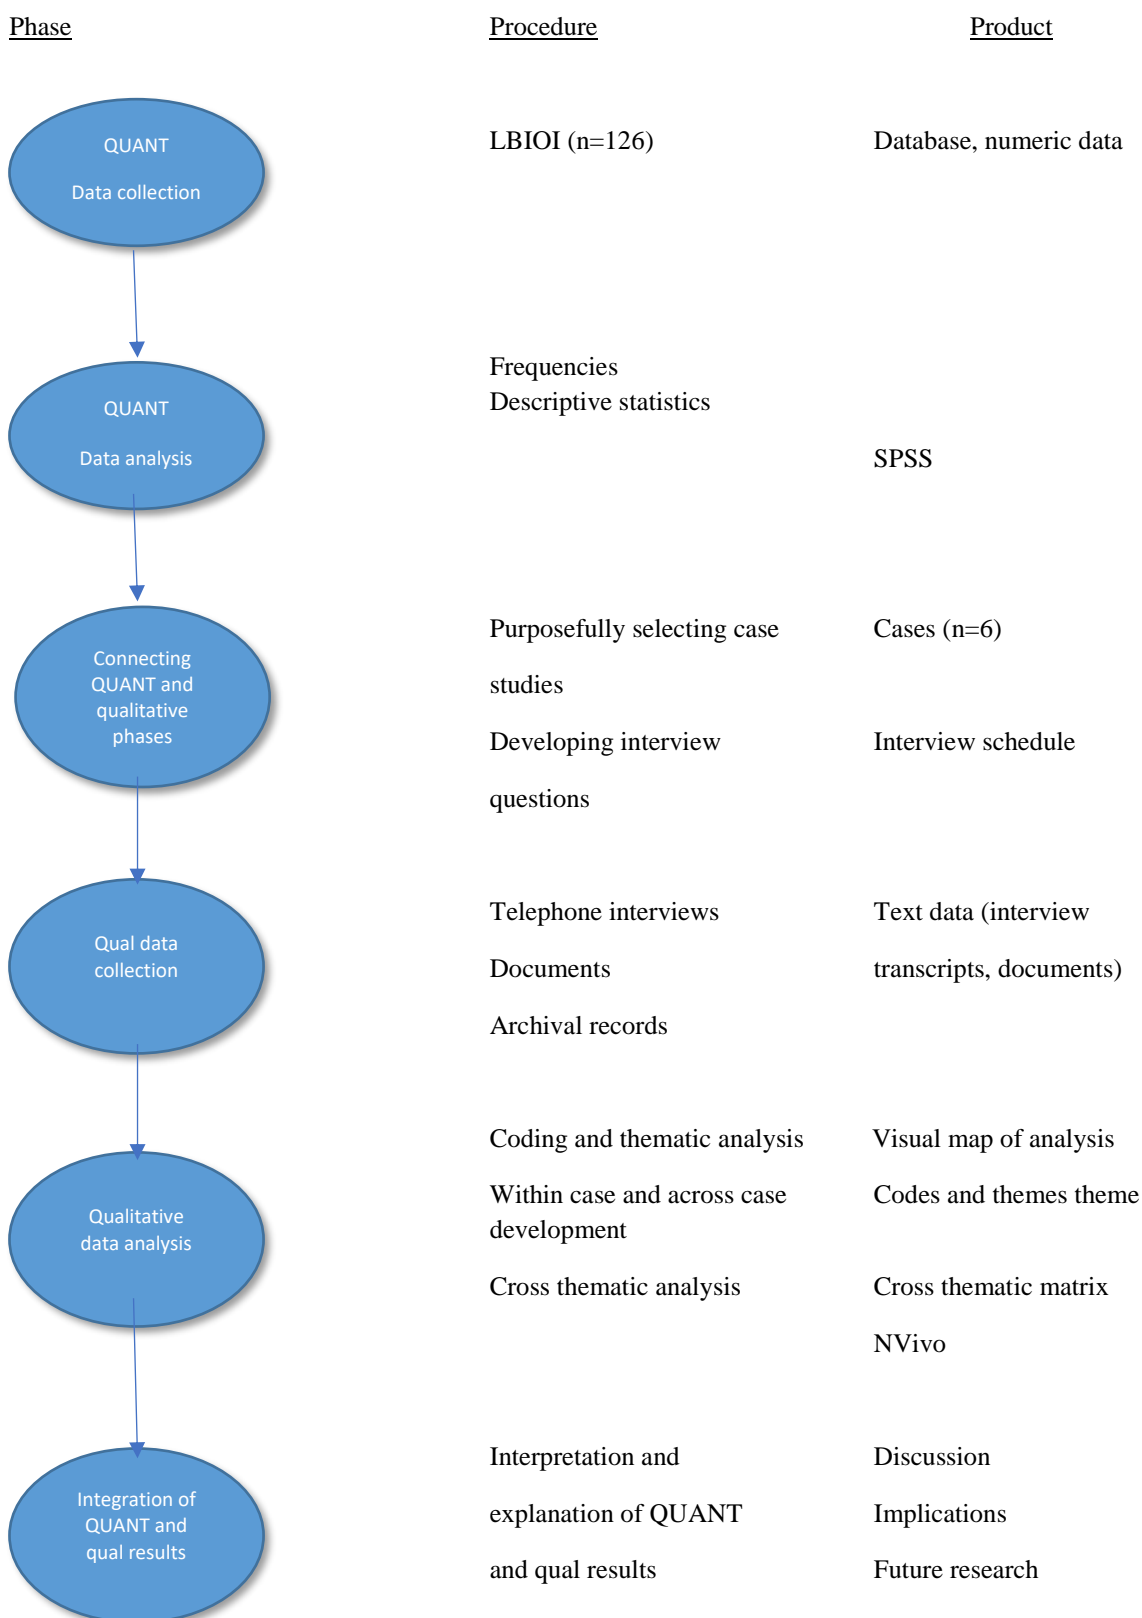 Phase Procedure Product
QUANT
Data collection
LBIOI (n=126) Database, numeric data
QUANT
Data analysis
Frequencies
Descriptive statistics
SPSS
Connecting
QUANT and
qualitative
phases
Purposefully selecting case Cases (n=6)
studies
Developing interview Interview schedule
questions
Qual data
collection
Telephone interviews Text data (interview
Documents transcripts, documents)
Archival records
Qualitative
data analysis
Coding and thematic analysis Visual map of analysis
Within case and across case Codes and themes theme
development
Cross thematic analysis Cross thematic matrix
NVivo
Integration of
QUANT and
qual results
Interpretation and Discussion
explanation of QUANT Implications
and qual results Future research